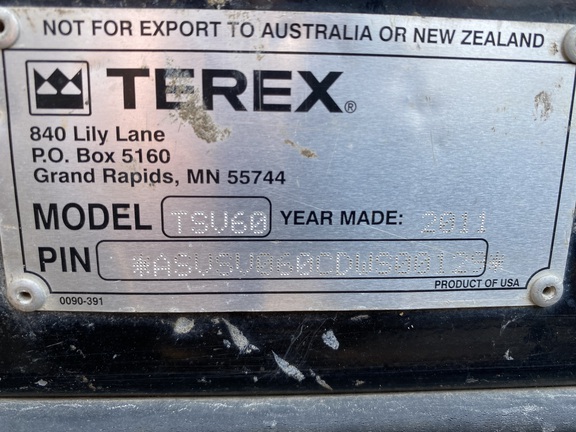 NOT FOR EXPORT TO AUSTRALIA OR NEW ZEALAND
TEREX®
840 Lily Lane
P.O. Box 5160
Grand Rapids, MN 55744
MODEL TSV60 YEAR MADE: 2011
PIN
PRODUCT OF USA
0090-391